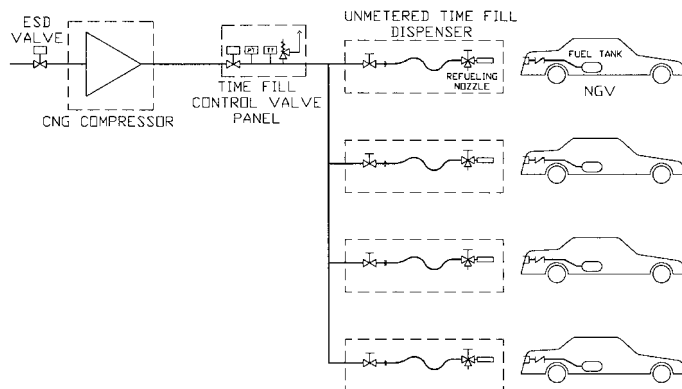 ESD
VALVE
CNG COMPRESSOR
PT
TT
TIME FILL
CONTROL VALVE
PANEL
UNMETERED TIME FILL
DISPENSER
REFUELING
NOZZLE
FUEL TANK
NGV